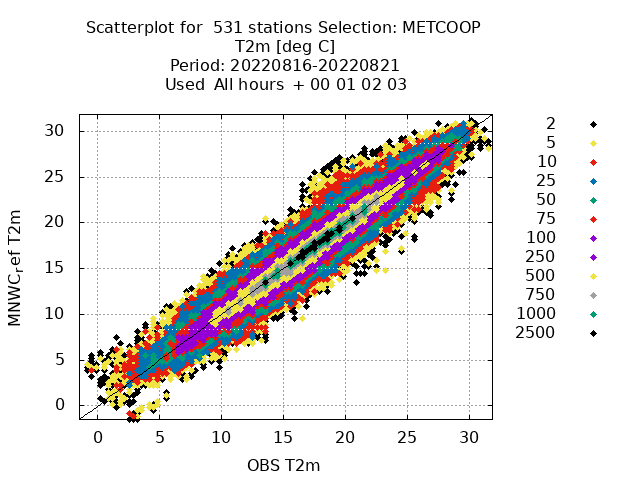 Scatterplot for 531 stations Selection: METCOOP
T2m [deg C]
Period: 20220816-20220821
Used All hours + 00 01 02 03
30
25
20
15
10
5
0
MNWC_ref T2m
0 5 10 15 20 25 30
OBS T2m
2
5
10
25
50
75
100
250
500
750
1000
2500